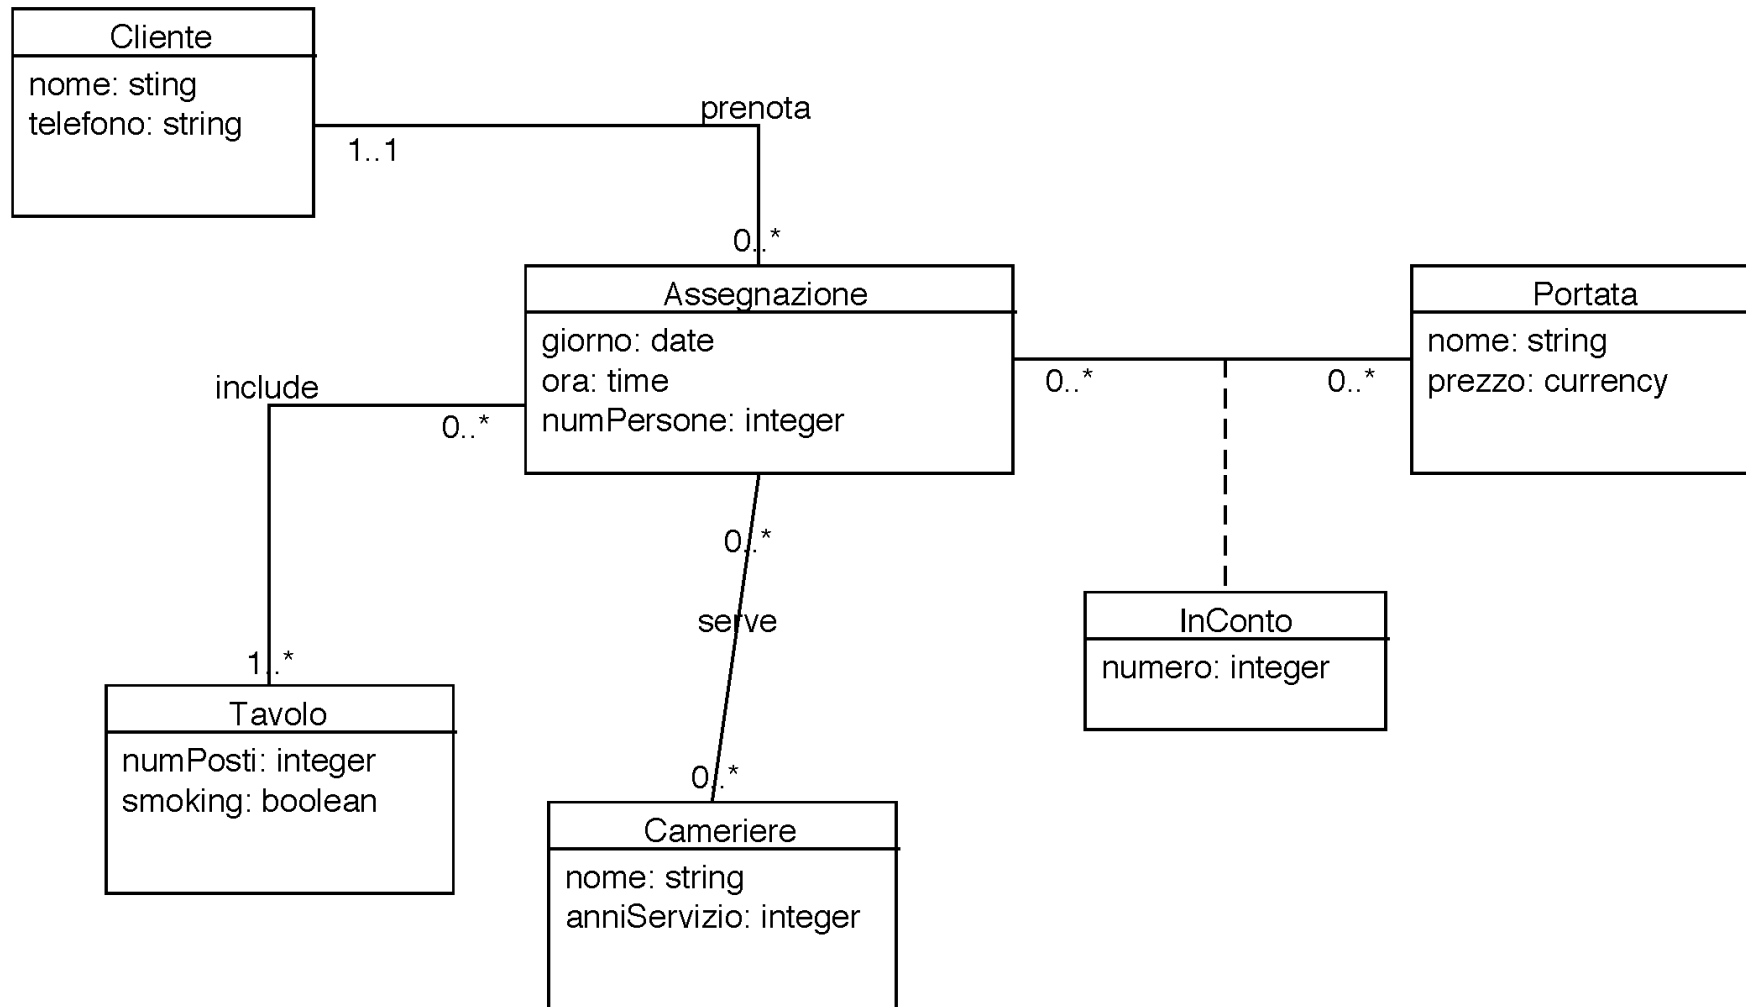 Cliente
nome: sting
telefono: string
prenota
1..1
0..*
Assegnazione
giorno: date
ora: time
numPersone: integer
Portata
nome: string
prezzo: currency
0..*
0..*
include
0..*
0..*
serve
InConto
numero: integer
1..*
Tavolo
numPosti: integer
smoking: boolean
0..*
Cameriere
nome: string
anniServizio: integer